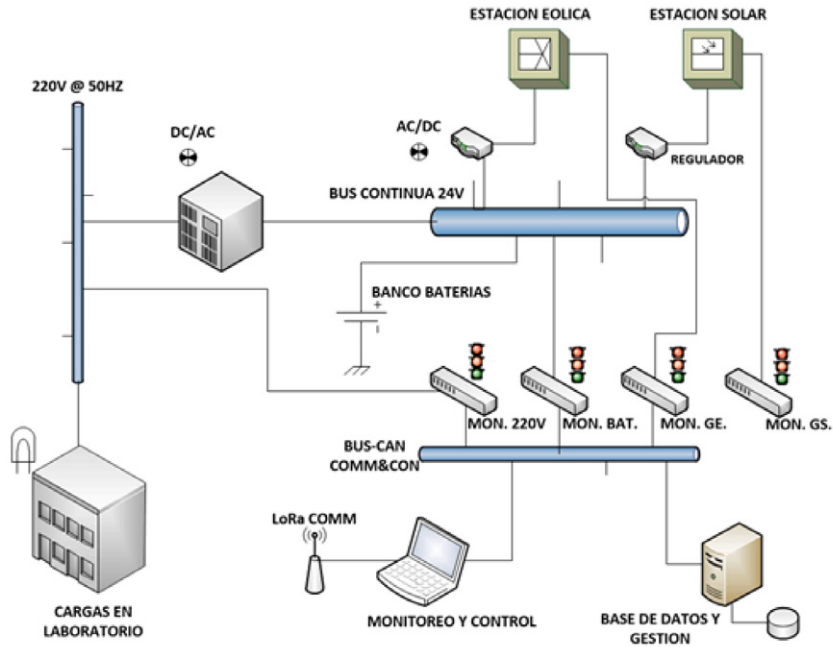 ESTACION EOLICA
ESTACION SOLAR
220V @ 50HZ
DC/AC
AC/DC
REGULADOR
BUS CONTINUA 24V
BANCO BATERIAS
+
MON. 220V
MON. BAT.
MON. GE.
MON. GS.
BUS-CAN
COMM&CON
LoRa COMM
CARGAS EN
LABORATORIO
MONITOREO Y CONTROL
BASE DE DATOS Y
GESTION